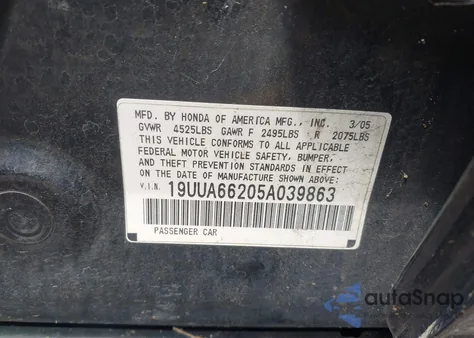 MFD. BY HONDA OF AMERICA MFG., INC. 3/05
GVWR 4525LBS GAWR F 2495LBS R 2075LBS
THIS VEHICLE CONFORMS TO ALL APPLICABLE
FEDERAL MOTOR VEHICLE SAFETY, BUMPER,
AND THEFT PREVENTION STANDARDS IN EFFECT
ON THE DATE OF MANUFACTURE SHOWN ABOVE:
V.I.N. 19UUA66205A039863
PASSENGER CAR
autaSnap